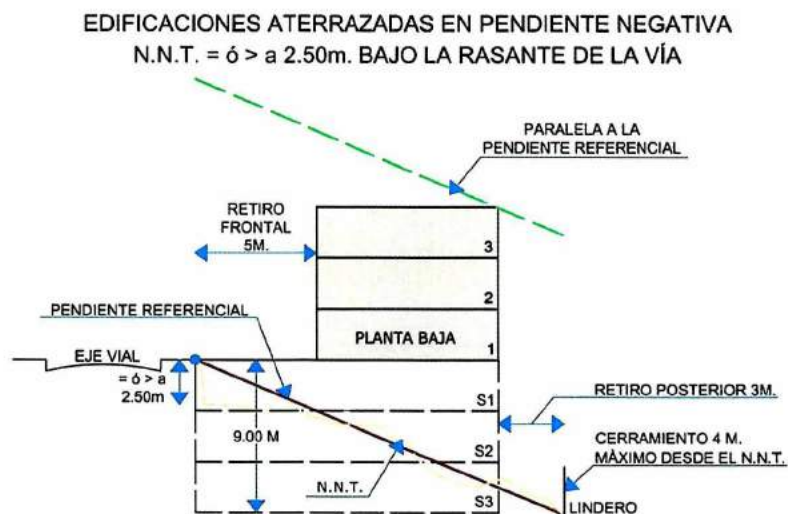 EDIFICACIONES ATERRAZADAS EN PENDIENTE NEGATIVA
N.N.T. = ó > a 2.50m. BAJO LA RASANTE DE LA VÍA
PARALELA A LA
PENDIENTE REFERENCIAL
RETIRO
FRONTAL
5M.
3
2
PENDIENTE REFERENCIAL
PLANTA BAJA
1
EJE VIAL
= ó > a
2.50m
S1
RETIRO POSTERIOR 3M.
9.00 M
S2
CERRAMIENTO 4 M.
MÀXIMO DESDE EL N.N.T.
N.N.T.
S3
LINDERO